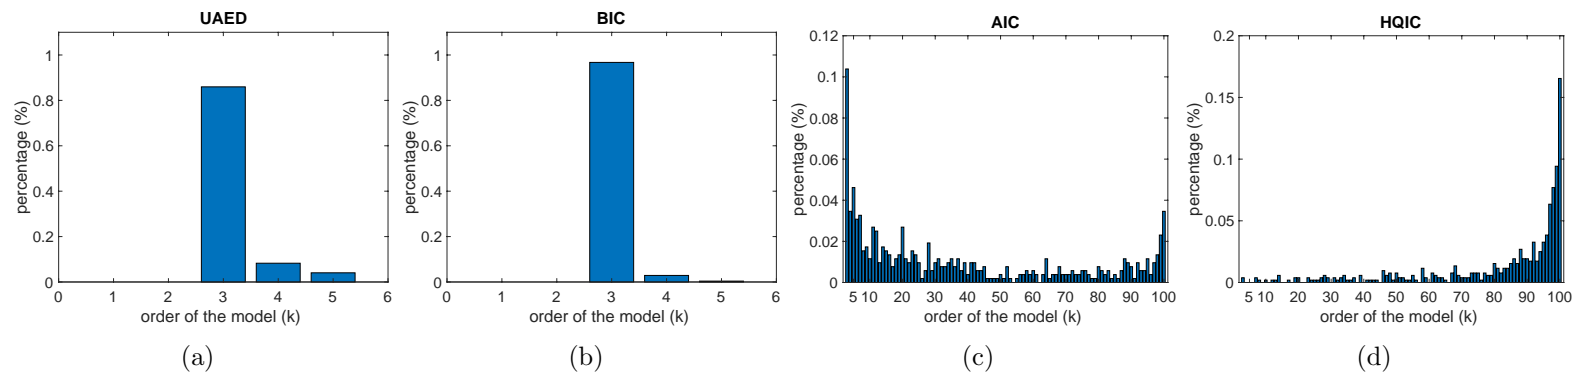 UAED
1
0.8
0.6
0.4
0.2
0
0 1 2 3 4 5 6
percentage (%)
order of the model (k)
(a)
BIC
1
0.8
0.6
0.4
0.2
0
0 1 2 3 4 5 6
percentage (%)
order of the model (k)
(b)
AIC
0.12
0.1
0.08
0.06
0.04
0.02
0
5 10 20 30 40 50 60 70 80 90 100
percentage (%)
order of the model (k)
(c)
HQIC
0.2
0.15
0.1
0.05
0
5 10 20 30 40 50 60 70 80 90 100
percentage (%)
order of the model (k)
(d)